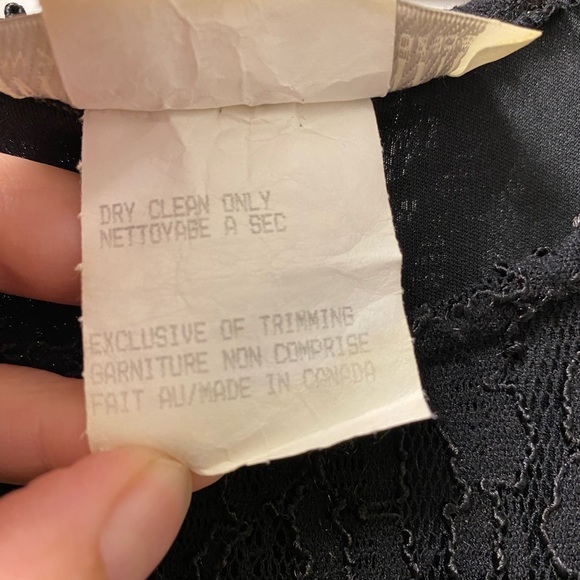 DRY CLEAN ONLY
NETTOYAGE A SEC
EXCLUSIVE OF TRIMMING
GARNITURE NON COMPRISE
FAIT AU/MADE IN CANADA